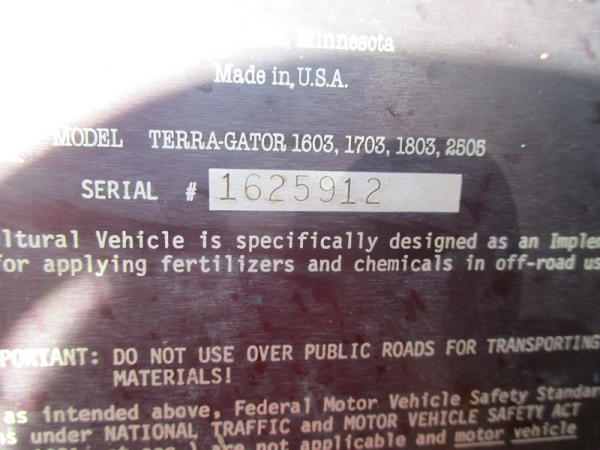 Minnesota
Made in, U.S.A.
MODEL TERRA-GATOR 1603, 1703, 1803, 2505
SERIAL # 1625912
ltural Vehicle is specifically designed as an Implem
for applying fertilizers and chemicals in off-road us
PORTANT: DO NOT USE OVER PUBLIC ROADS FOR TRANSPORTING
MATERIALS!
as intended above, Federal Motor Vehicle Safety Standar
ns under NATIONAL TRAFFIC and MOTOR VEHICLE SAFETY ACT
are not applicable and motor vehicle